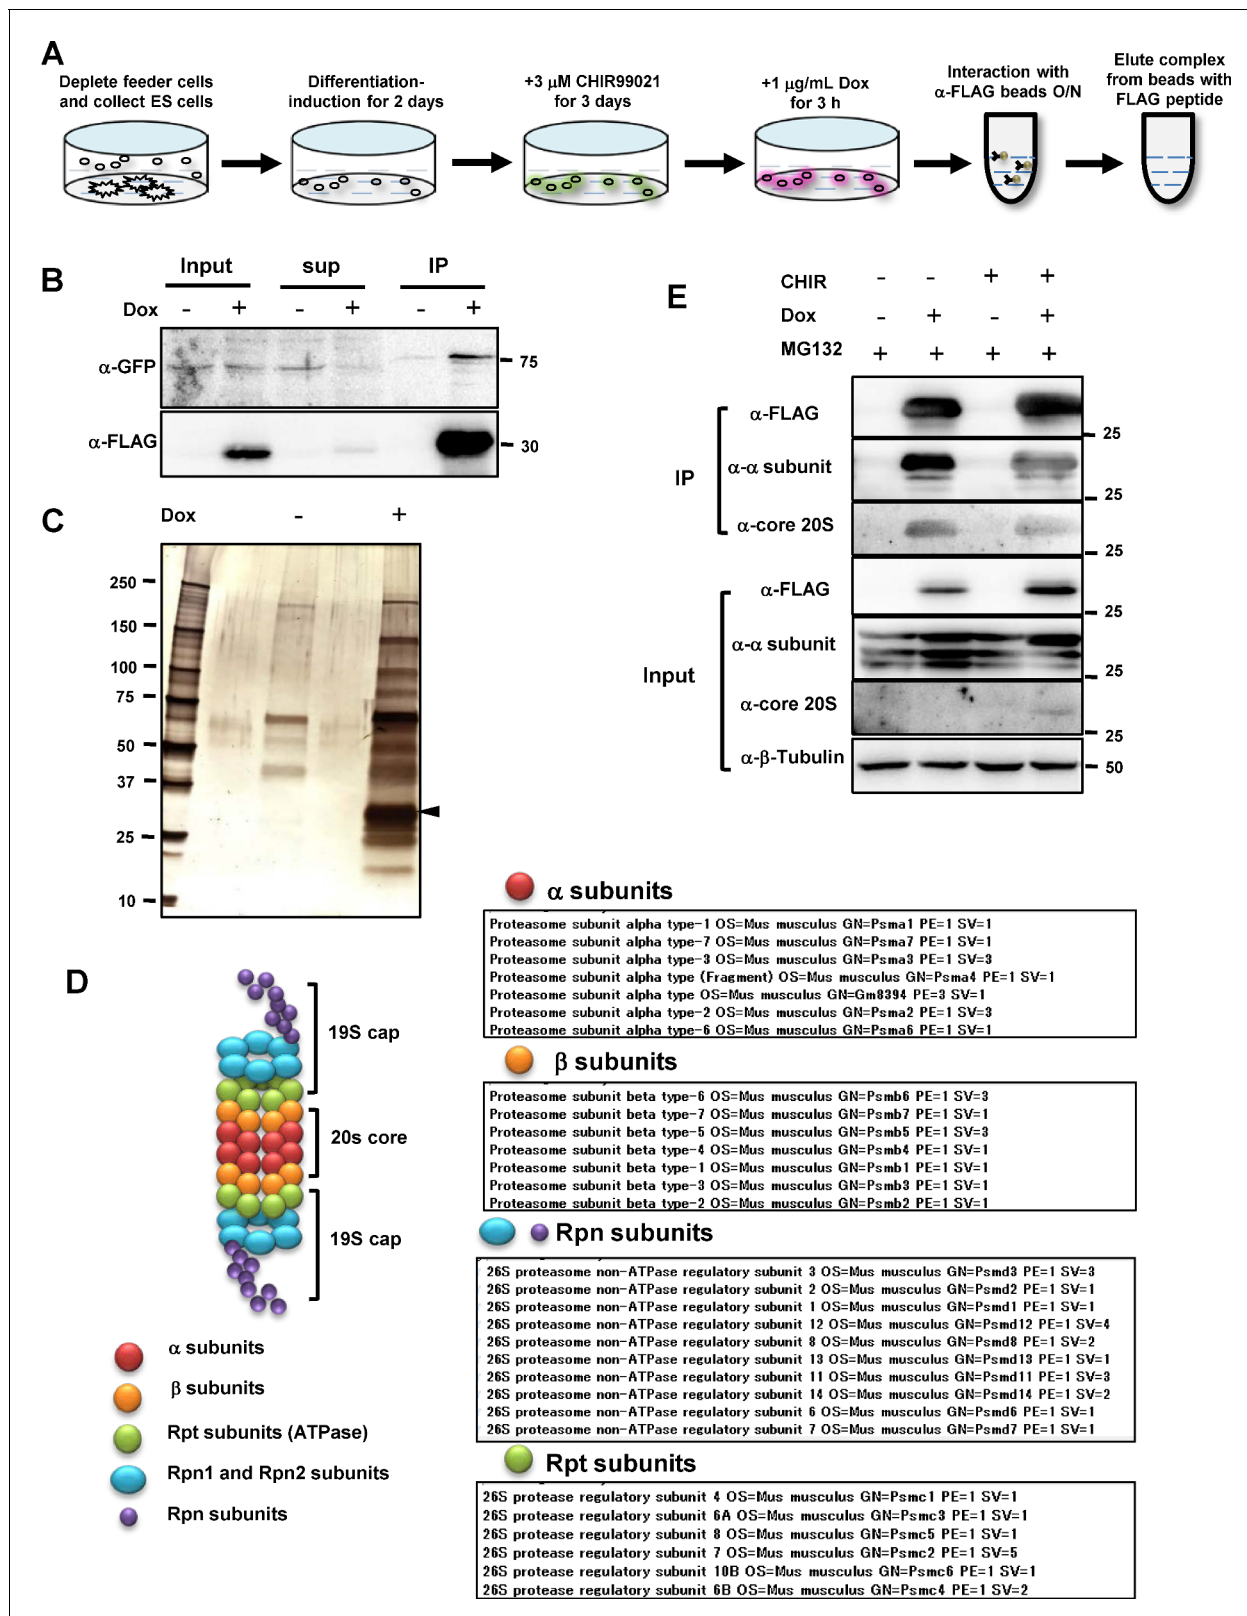 A
Deplete feeder cells
and collect ES cells
Differentiation-
induction for 2 days
+3 μM CHIR99021
for 3 days
+1 μg/mL Dox
for 3 h
Interaction with
α-FLAG beads O/N
Elute complex
from beads with
FLAG peptide
B
Input sup IP
Dox - + - + - +
α-GFP
75
α-FLAG
30
C
Dox - +
250
150
100
75
50
37
25
10
E
CHIR - - + +
Dox - + - +
MG132 + + + +
IP
α-FLAG
25
α-α subunit
25
α-core 20S
25
Input
α-FLAG
25
α-α subunit
25
α-core 20S
25
α-β-Tubulin
50
D
19S cap
20s core
19S cap
α subunits
β subunits
Rpt subunits (ATPase)
Rpn1 and Rpn2 subunits
Rpn subunits
α subunits
Proteasome subunit alpha type-1 OS=Mus musculus GN=Psma1 PE=1 SV=1
Proteasome subunit alpha type-7 OS=Mus musculus GN=Psma7 PE=1 SV=1
Proteasome subunit alpha type-3 OS=Mus musculus GN=Psma3 PE=1 SV=3
Proteasome subunit alpha type (Fragment) OS=Mus musculus GN=Psma4 PE=1 SV=1
Proteasome subunit alpha type OS=Mus musculus GN=Gm8394 PE=3 SV=1
Proteasome subunit alpha type-2 OS=Mus musculus GN=Psma2 PE=1 SV=3
Proteasome subunit alpha type-6 OS=Mus musculus GN=Psma6 PE=1 SV=1
β subunits
Proteasome subunit beta type-6 OS=Mus musculus GN=Psmb6 PE=1 SV=3
Proteasome subunit beta type-7 OS=Mus musculus GN=Psmb7 PE=1 SV=1
Proteasome subunit beta type-5 OS=Mus musculus GN=Psmb5 PE=1 SV=3
Proteasome subunit beta type-4 OS=Mus musculus GN=Psmb4 PE=1 SV=1
Proteasome subunit beta type-1 OS=Mus musculus GN=Psmb1 PE=1 SV=1
Proteasome subunit beta type-3 OS=Mus musculus GN=Psmb3 PE=1 SV=1
Proteasome subunit beta type-2 OS=Mus musculus GN=Psmb2 PE=1 SV=1
Rpn subunits
26S proteasome non-ATPase regulatory subunit 3 OS=Mus musculus GN=Psmd3 PE=1 SV=3
26S proteasome non-ATPase regulatory subunit 2 OS=Mus musculus GN=Psmd2 PE=1 SV=1
26S proteasome non-ATPase regulatory subunit 1 OS=Mus musculus GN=Psmd1 PE=1 SV=1
26S proteasome non-ATPase regulatory subunit 12 OS=Mus musculus GN=Psmd12 PE=1 SV=4
26S proteasome non-ATPase regulatory subunit 8 OS=Mus musculus GN=Psmd8 PE=1 SV=2
26S proteasome non-ATPase regulatory subunit 13 OS=Mus musculus GN=Psmd13 PE=1 SV=1
26S proteasome non-ATPase regulatory subunit 11 OS=Mus musculus GN=Psmd11 PE=1 SV=3
26S proteasome non-ATPase regulatory subunit 14 OS=Mus musculus GN=Psmd14 PE=1 SV=2
26S proteasome non-ATPase regulatory subunit 6 OS=Mus musculus GN=Psmd6 PE=1 SV=1
26S proteasome non-ATPase regulatory subunit 7 OS=Mus musculus GN=Psmd7 PE=1 SV=1
Rpt subunits
26S protease regulatory subunit 4 OS=Mus musculus GN=Psmc1 PE=1 SV=1
26S protease regulatory subunit 6A OS=Mus musculus GN=Psmc3 PE=1 SV=1
26S protease regulatory subunit 8 OS=Mus musculus GN=Psmc5 PE=1 SV=1
26S protease regulatory subunit 7 OS=Mus musculus GN=Psmc2 PE=1 SV=5
26S protease regulatory subunit 10B OS=Mus musculus GN=Psmc6 PE=1 SV=1
26S protease regulatory subunit 6B OS=Mus musculus GN=Psmc4 PE=1 SV=2